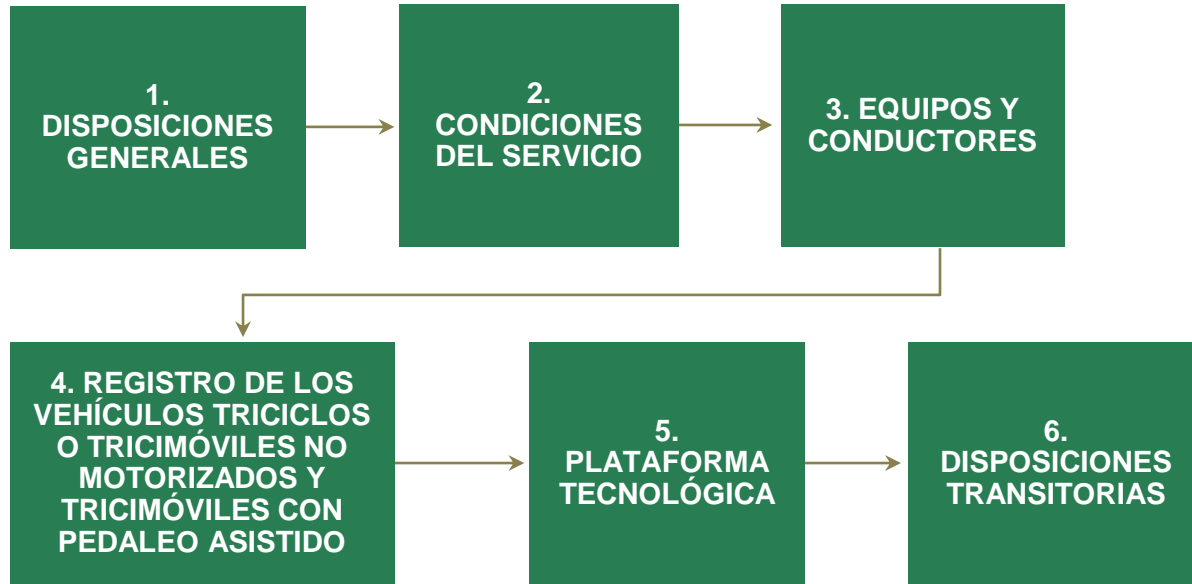 1.
DISPOSICIONES
GENERALES
2.
CONDICIONES
DEL SERVICIO
3. EQUIPOS Y
CONDUCTORES
4. REGISTRO DE LOS
VEHÍCULOS TRICICLOS
O TRICIMÓVILES NO
MOTORIZADOS Y
TRICIMÓVILES CON
PEDALEO ASISTIDO
5.
PLATAFORMA
TECNOLÓGICA
6.
DISPOSICIONES
TRANSITORIAS